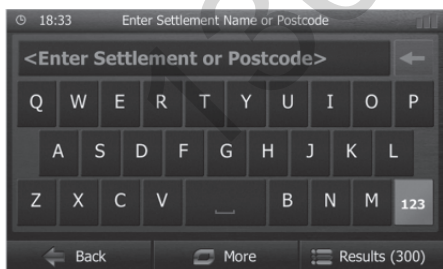 18:33 Enter Settlement Name or Postcode
<Enter Settlement or Postcode>
Q W E R T Y U I O P
A S D F G H J K L
Z X C V B N M 123
Back More Results (300)